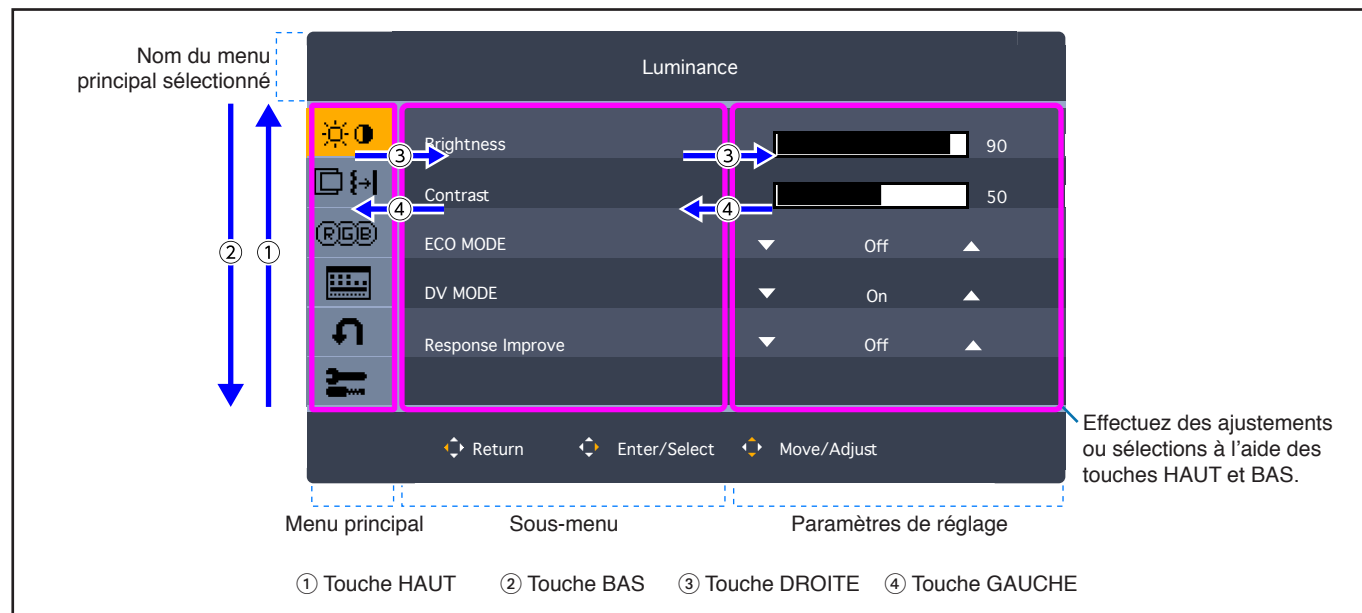 Nom du menu
principal sélectionné
Luminance
Brightness
90
Contrast
50
ECO MODE
Off
DV MODE
On
Response Improve
Off
RGB
③
③
④
④
②
①
Return
Enter/Select
Move/Adjust
Effectuez des ajustements
ou sélections à l’aide des
touches HAUT et BAS.
Menu principal
Sous-menu
Paramètres de réglage
① Touche HAUT
② Touche BAS
③ Touche DROITE
④ Touche GAUCHE